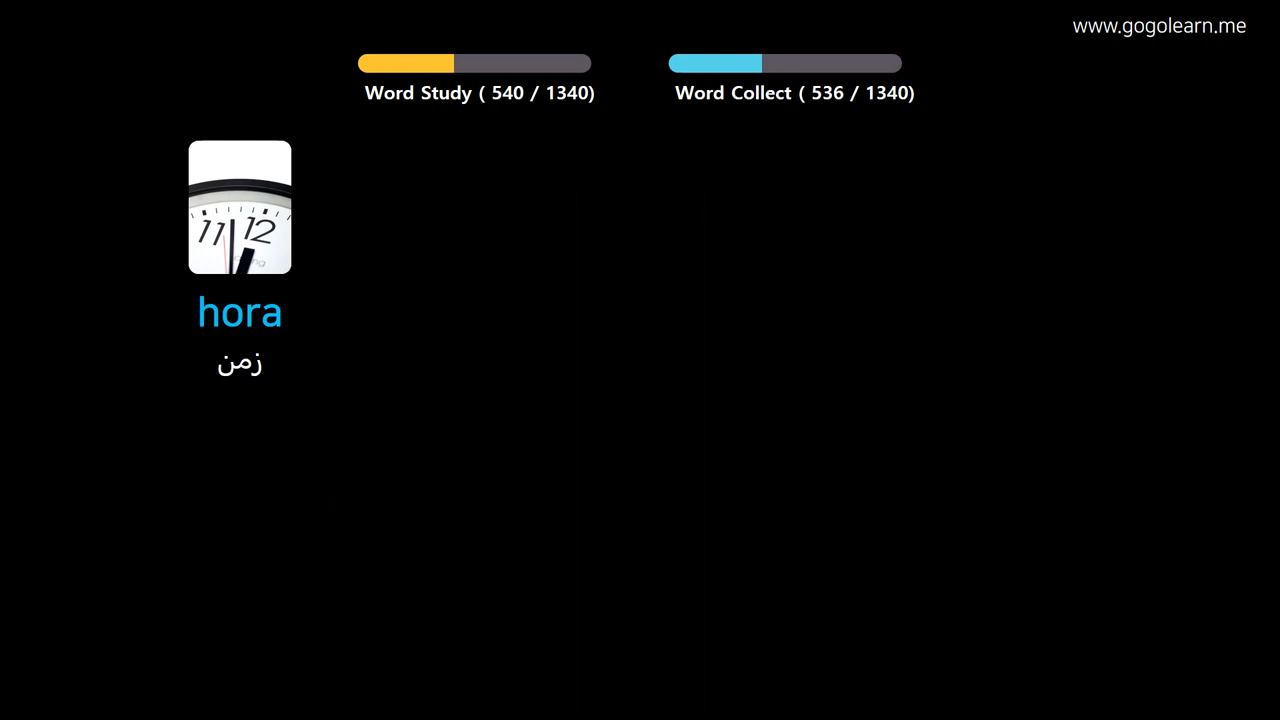 www.gogolearn.me
Word Study ( 540 / 1340)
Word Collect ( 536 / 1340)
11 12
hora
زمن